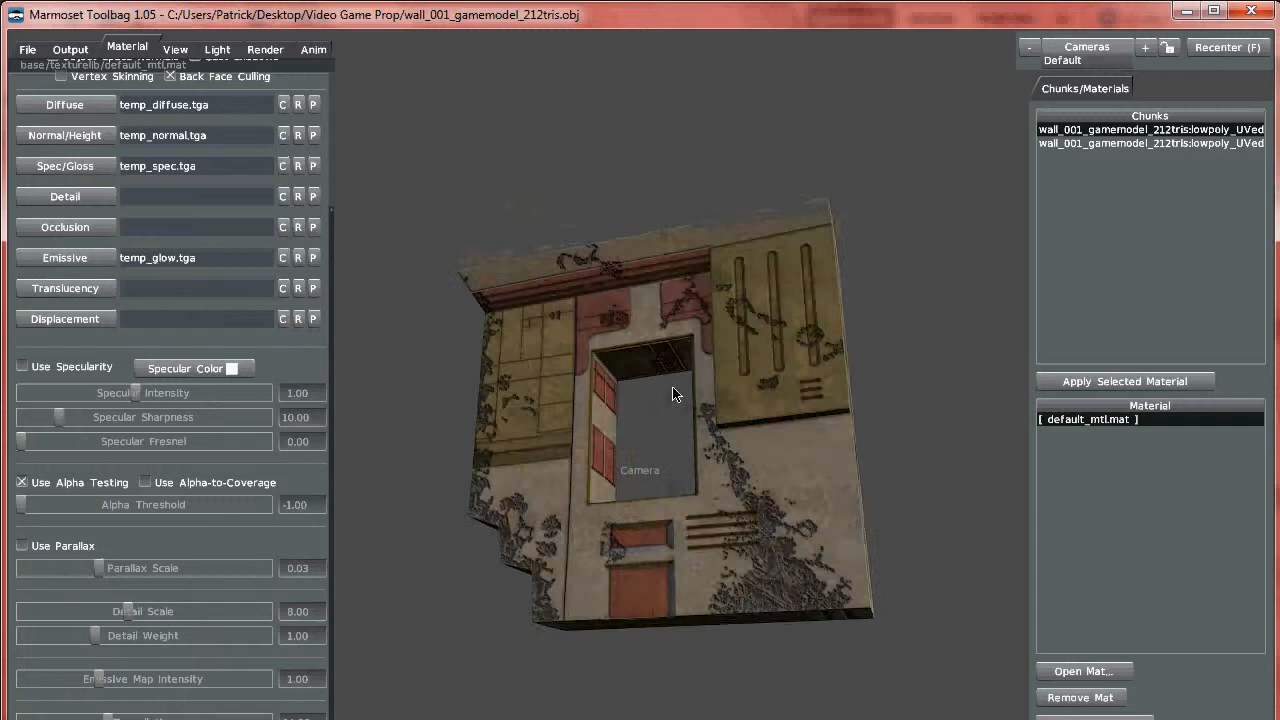 Marmoset Toolbag 1.05 - C:/Users/Patrick/Desktop/Video Game Prop/wall_001_gamemodel_212tris.obj
File Output Material View Light Render Anim
base/texturelib/default_mtl.mat
Vertex Skinning Back Face Culling
Diffuse temp_diffuse.tga C R P
Normal/Height temp_normal.tga C R P
Spec/Gloss temp_spec.tga C R P
Detail C R P
Occlusion C R P
Emissive temp_glow.tga C R P
Translucency C R P
Displacement C R P
Use Specularity Specular Color
Specular Intensity 1.00
Specular Sharpness 10.00
Specular Fresnel 0.00
Use Alpha Testing Use Alpha-to-Coverage
Alpha Threshold -1.00
Use Parallax
Parallax Scale 0.03
Detail Scale 8.00
Detail Weight 1.00
Emissive Map Intensity 1.00
Camera
- Cameras + Recenter (F)
Default
Chunks/Materials
Chunks
wall_001_gamemodel_212tris:lowpoly_UVed
wall_001_gamemodel_212tris:lowpoly_UVed
Apply Selected Material
Material
[ default_mtl.mat ]
Open Mat...
Remove Mat